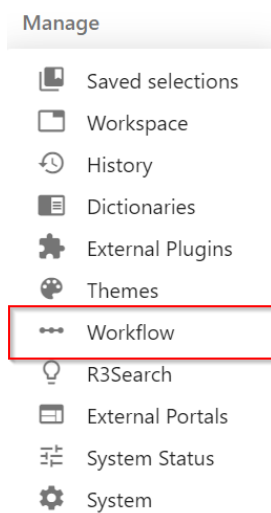 Manage
Saved selections
Workspace
History
Dictionaries
External Plugins
Themes
Workflow
R3Search
External Portals
System Status
System